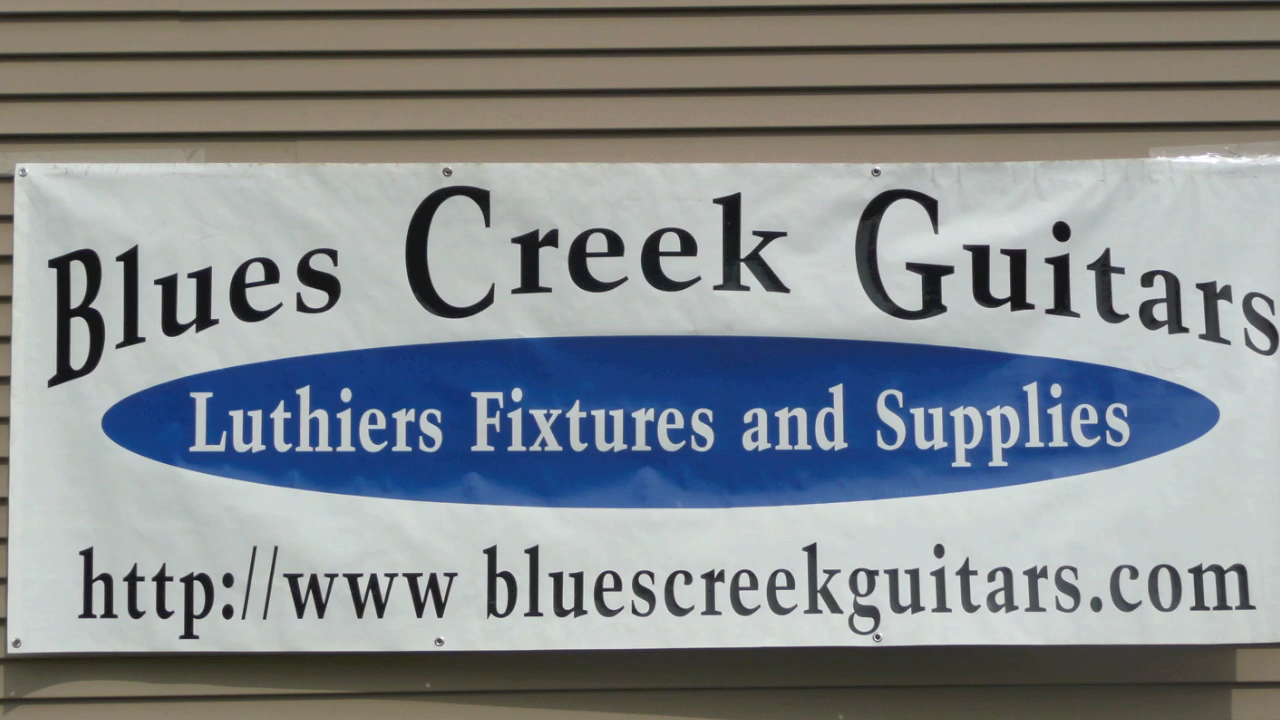 Blues Creek Guitars
Luthiers Fixtures and Supplies
http://www bluescreekguitars.com